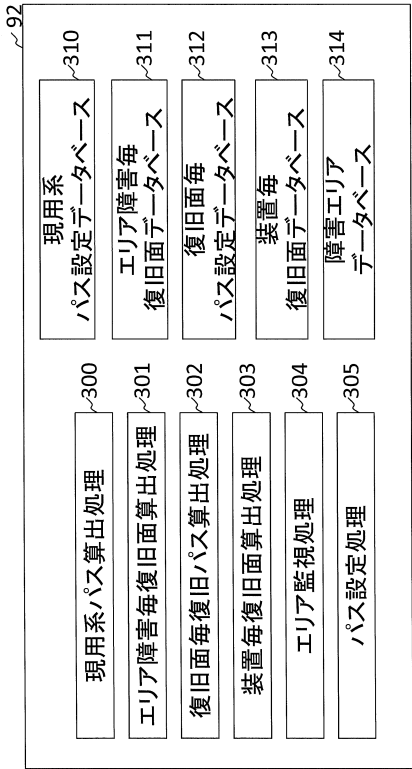 92
現用系パス算出処理
300
エリア障害毎復旧面算出処理
301
復旧面毎復旧パス算出処理
302
装置毎復旧面算出処理
303
エリア監視処理
304
パス設定処理
305
現用系
パス設定データベース
310
エリア障害毎
復旧面データベース
311
復旧面毎
パス設定データベース
312
装置毎
復旧面データベース
313
障害エリア
データベース
314